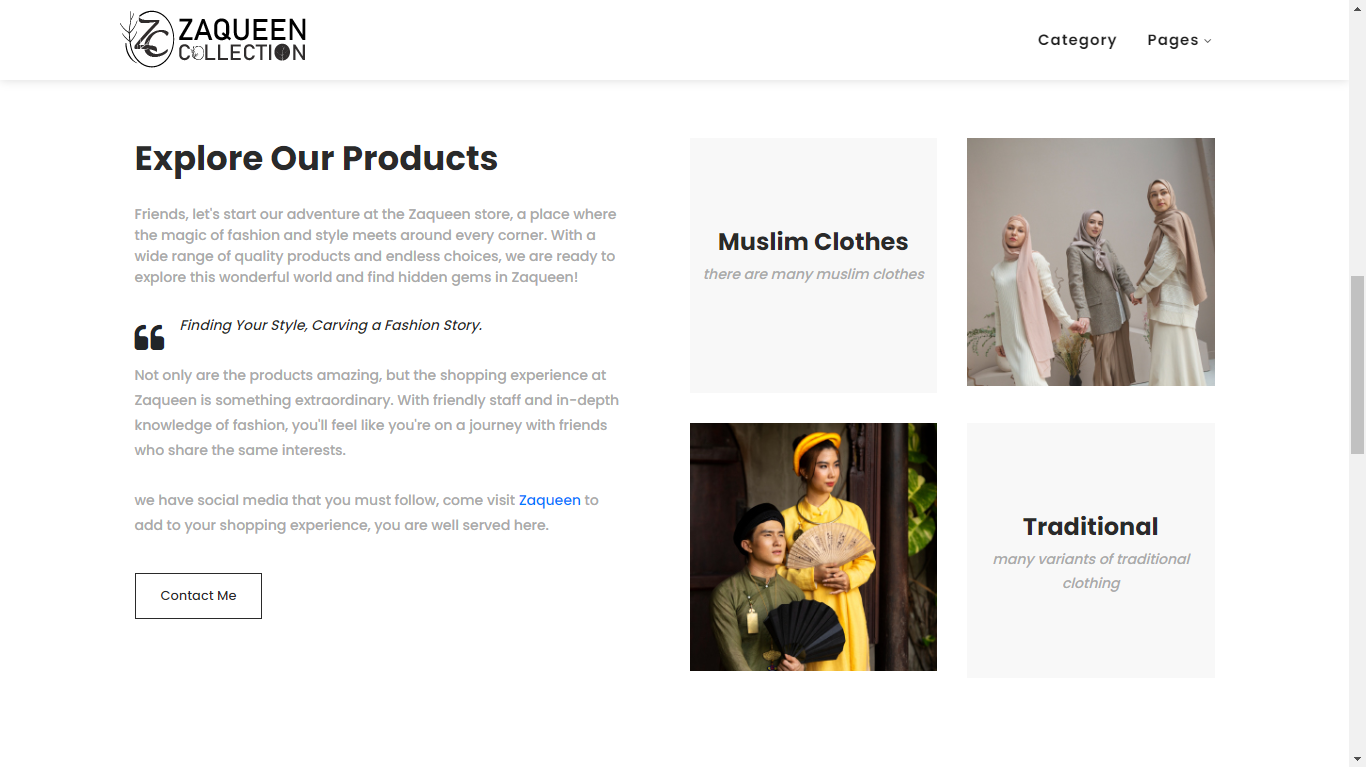 ZAQUEEN
COLLECTION
Category
Pages
Explore Our Products
Friends, let's start our adventure at the Zaqueen store, a place where
the magic of fashion and style meets around every corner. With a
wide range of quality products and endless choices, we are ready to
explore this wonderful world and find hidden gems in Zaqueen!
Finding Your Style, Carving a Fashion Story.
Not only are the products amazing, but the shopping experience at
Zaqueen is something extraordinary. With friendly staff and in-depth
knowledge of fashion, you'll feel like you're on a journey with friends
who share the same interests.
we have social media that you must follow, come visit Zaqueen to
add to your shopping experience, you are well served here.
Contact Me
Muslim Clothes
there are many muslim clothes
Traditional
many variants of traditional
clothing